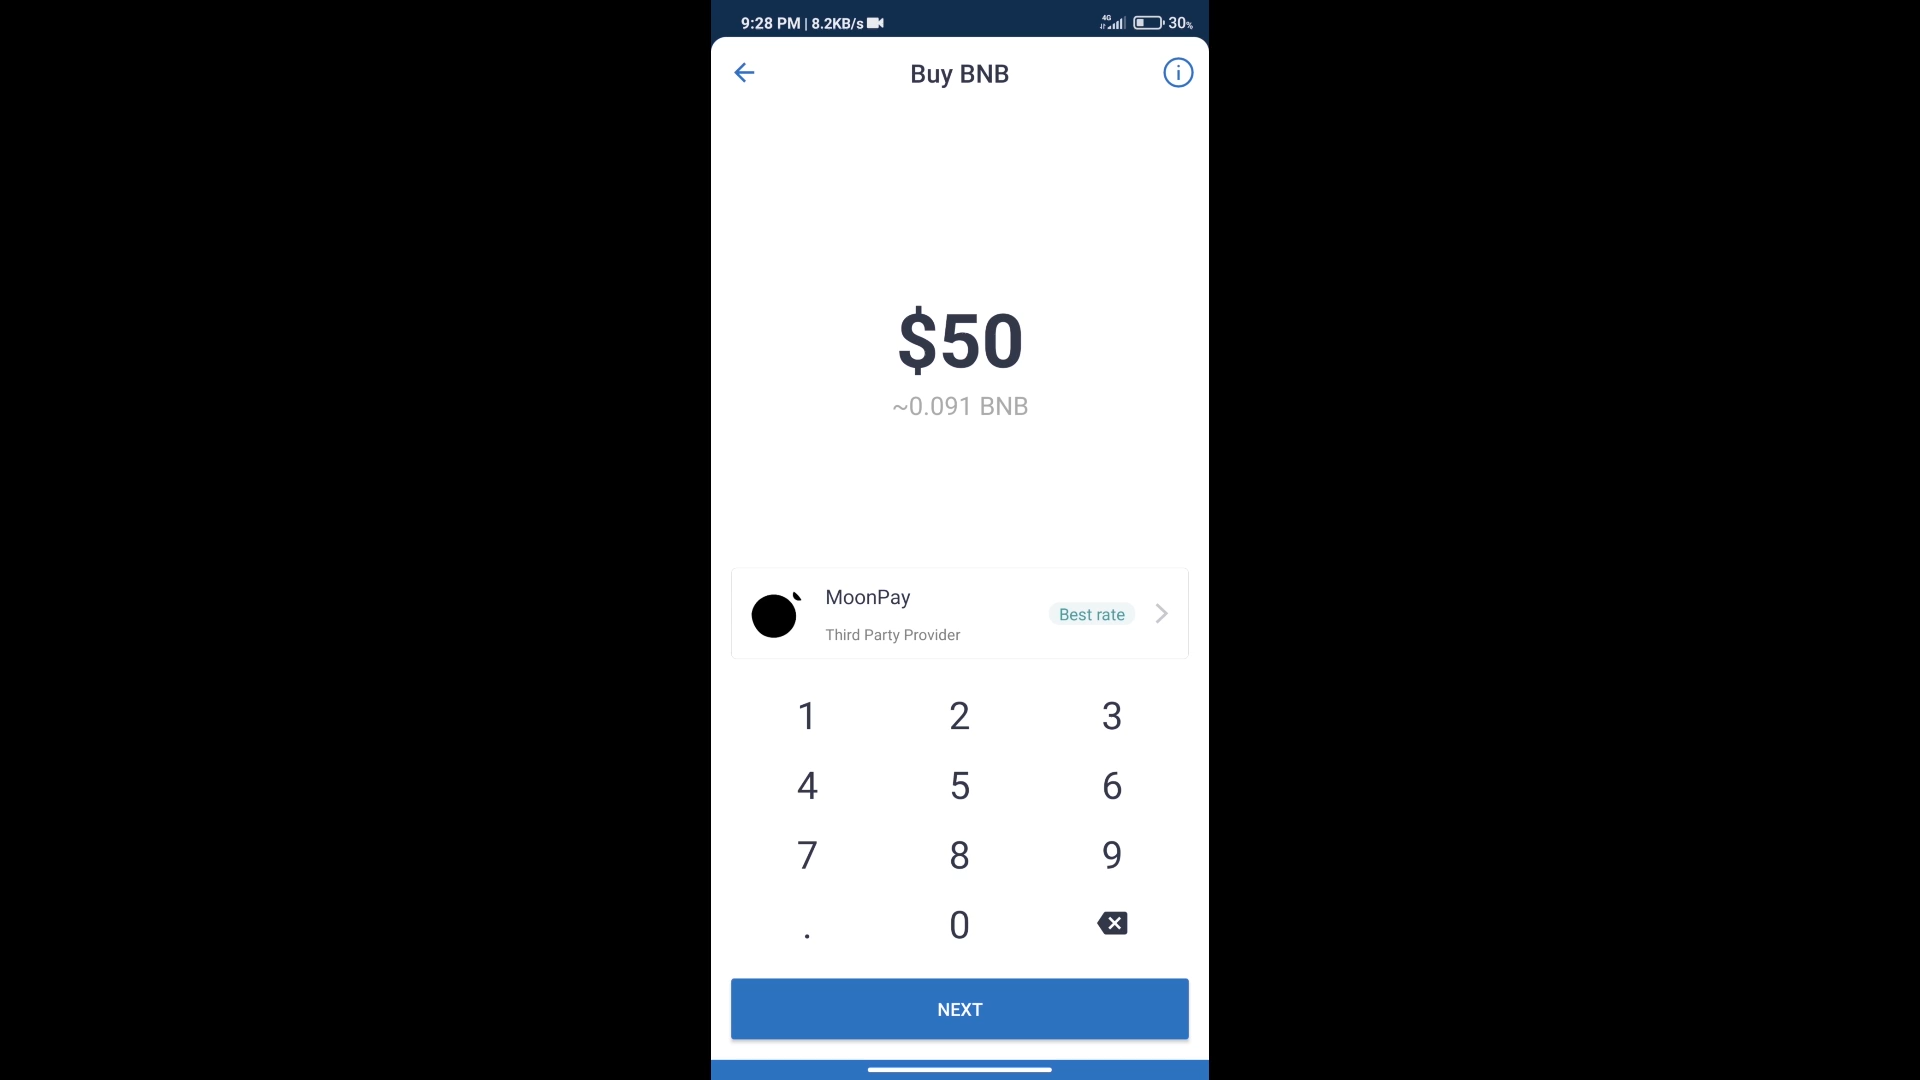 9:28 PM | 8.2KB/s 4G 30%
Buy BNB
$50
~0.091 BNB
MoonPay
Best rate
Third Party Provider
1 2 3
4 5 6
7 8 9
. 0
NEXT